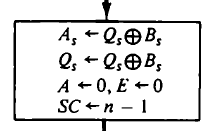 Aₛ ← Qₛ ⊕ Bₛ
Qₛ ← Qₛ ⊕ Bₛ
A ← 0, E ← 0
SC ← n − 1